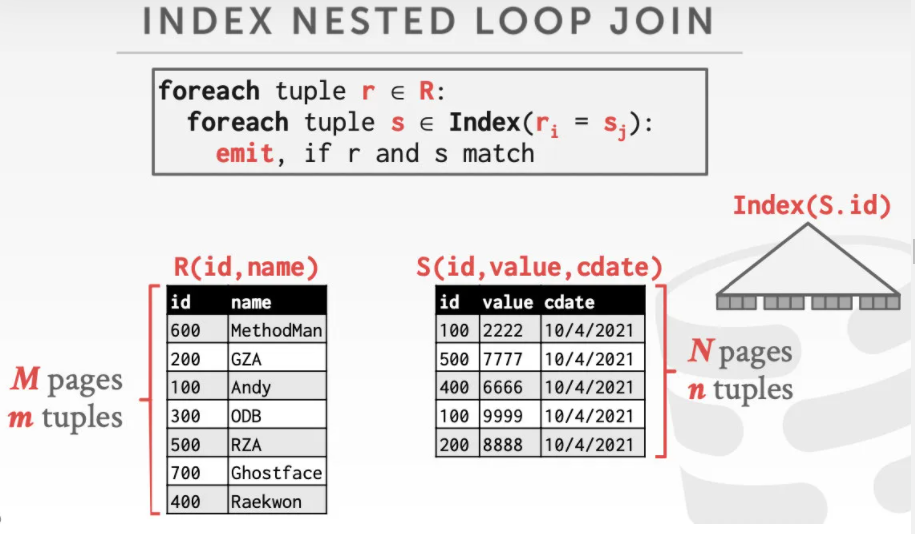 INDEX NESTED LOOP JOIN
foreach tuple r ∈ R:
foreach tuple s ∈ Index(rᵢ = sⱼ):
emit, if r and s match
Index(S.id)
R(id,name)
id name
600 MethodMan
200 GZA
100 Andy
300 ODB
500 RZA
700 Ghostface
400 Raekwon
M pages
m tuples
S(id,value,cdate)
id value cdate
100 2222 10/4/2021
500 7777 10/4/2021
400 6666 10/4/2021
100 9999 10/4/2021
200 8888 10/4/2021
N pages
n tuples